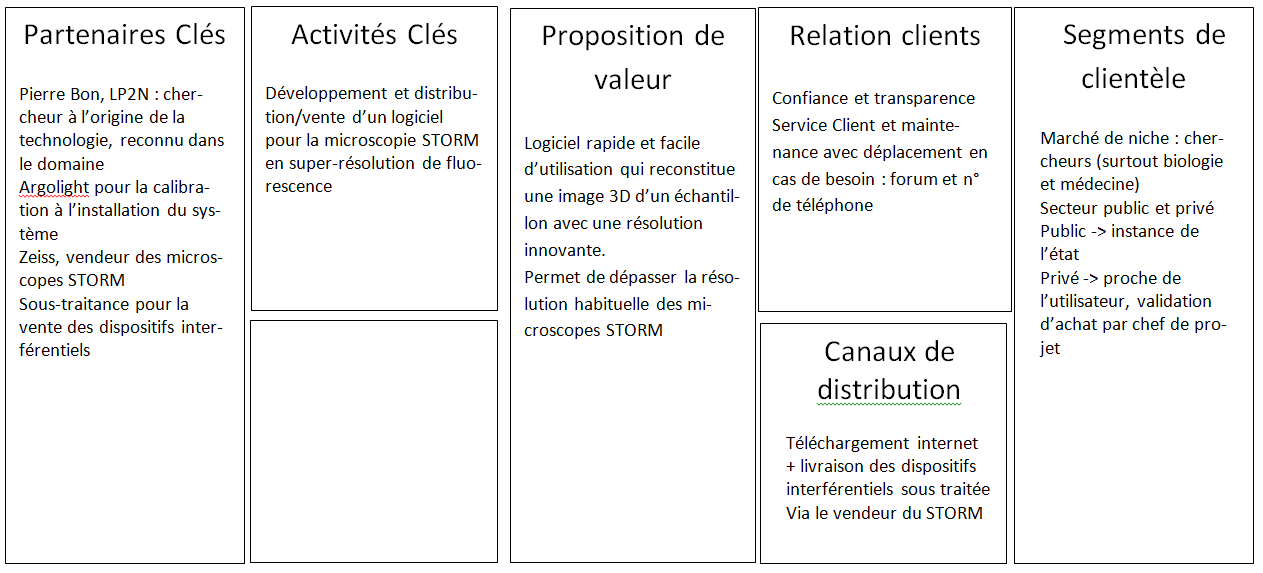 Partenaires Clés
Pierre Bon, LP2N : cher-
cheur à l’origine de la
technologie, reconnu dans
le domaine
Argolight pour la calibra-
tion à l’installation du sys-
tème
Zeiss, vendeur des micros-
copes STORM
Sous-traitance pour la
vente des dispositifs inter-
férentiels
Activités Clés
Développement et distribu-
tion/vente d’un logiciel
pour la microscopie STORM
en super-résolution de fluo-
rescence
Proposition de
valeur
Logiciel rapide et facile
d’utilisation qui reconstitue
une image 3D d’un échantil-
lon avec une résolution
innovante.
Permet de dépasser la réso-
lution habituelle des mi-
croscopes STORM
Relation clients
Confiance et transparence
Service Client et mainte-
nance avec déplacement en
cas de besoin : forum et n°
de téléphone
Canaux de
distribution
Téléchargement internet
+ livraison des dispositifs
interférentiels sous traitée
Via le vendeur du STORM
Segments de
clientèle
Marché de niche : cher-
cheurs (surtout biologie
et médecine)
Secteur public et privé
Public -> instance de
l’état
Privé -> proche de
l’utilisateur, validation
d’achat par chef de pro-
jet